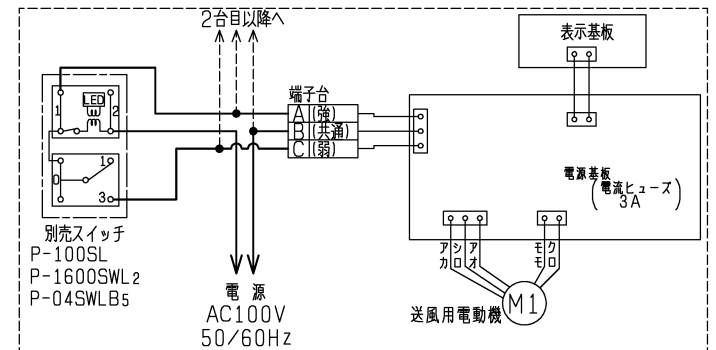 2台目以降へ
表示基板
LED
1 2
端子台
A (強)
B (共通)
C (弱)
0 1
3
電源基板
(電流ヒューズ)
3A
別売スイッチ
P-100SL
P-1600SWL2
P-04SWLB5
アカ シロ アオ
モモ クロ
電源
AC100V
50/60Hz
送風用電動機
M1